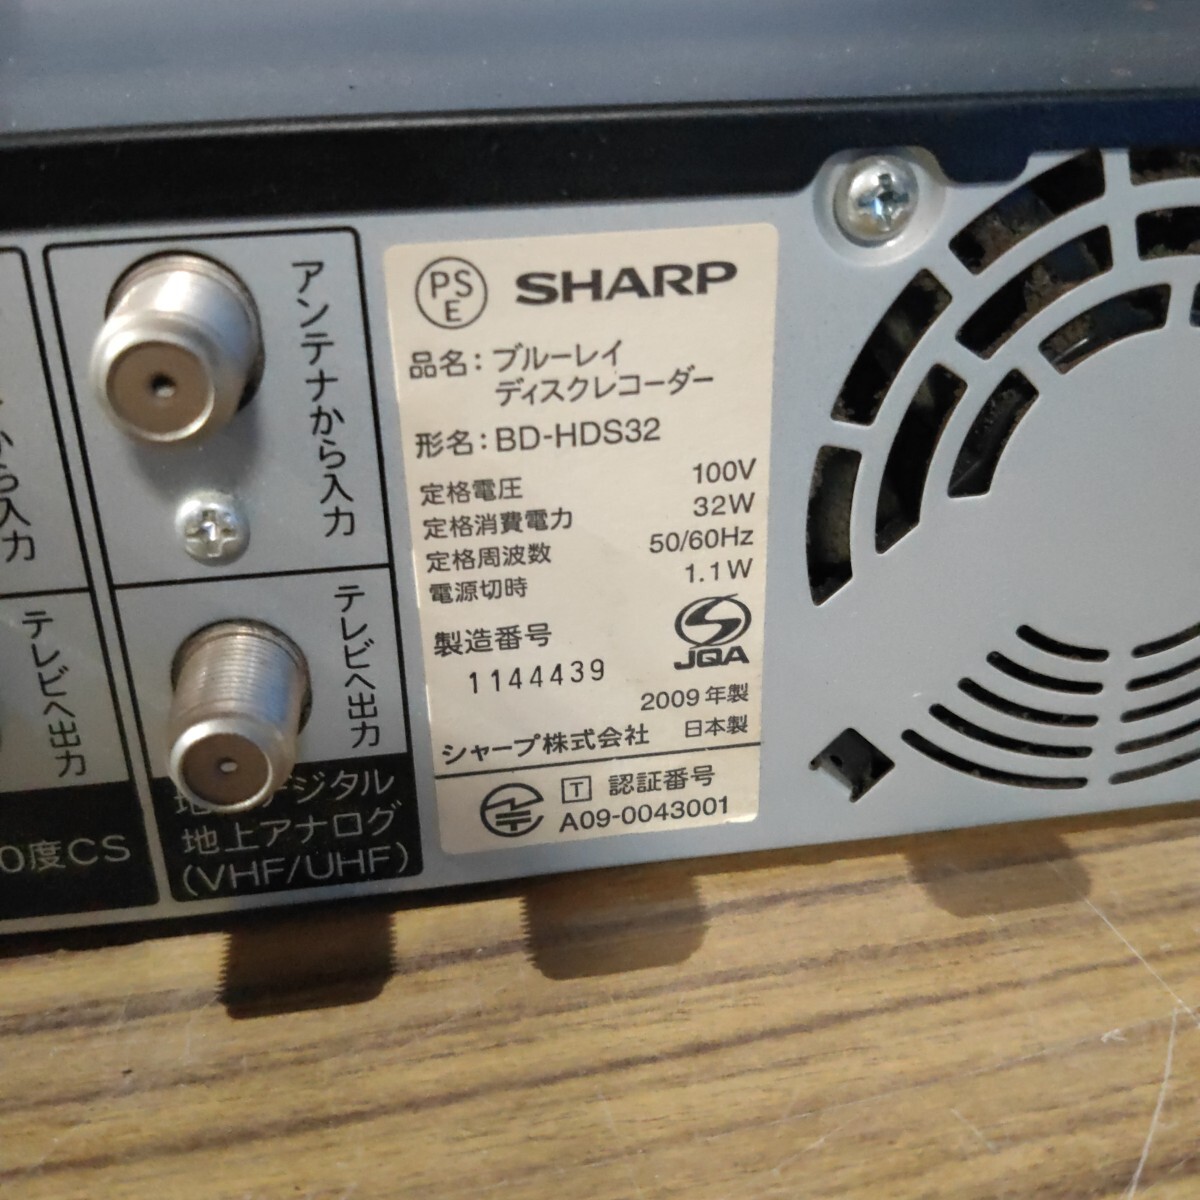 から入力
テレビへ出力
0度CS
アンテナから入力
テレビへ出力
地 デジタル
地上アナログ
(VHF/UHF)
PSE SHARP
品名：ブルーレイ
ディスクレコーダー
形名：BD-HDS32
定格電圧 100V
定格消費電力 32W
定格周波数 50/60Hz
電源切時 1.1W
製造番号
1144439
JQA
2009年製
シャープ株式会社 日本製
T 認証番号
A09-0043001